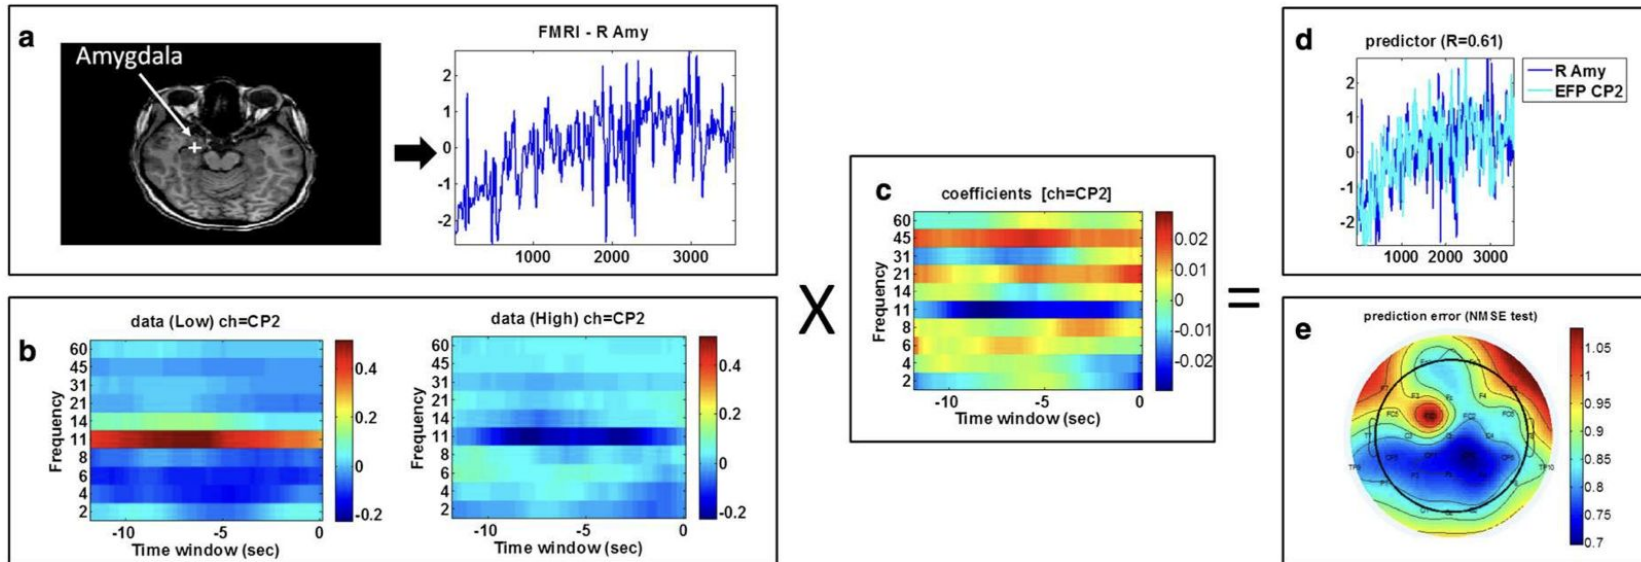 a
Amygdala
FMRI - R Amy
2
1
0
-1
-2
1000 2000 3000
b
data (Low) ch=CP2
Frequency
60
45
31
21
14
11
8
6
4
2
-10 -5 0
Time window (sec)
0.4
0.2
0
-0.2
data (High) ch=CP2
Frequency
60
45
31
21
14
11
8
6
4
2
-10 -5 0
Time window (sec)
0.4
0.2
0
-0.2
X
c
coefficients [ch=CP2]
Frequency
60
45
31
21
14
11
8
6
4
2
-10 -5 0
Time window (sec)
0.02
0.01
0
-0.01
-0.02
=
d
predictor (R=0.61)
2
1
0
-1
-2
1000 2000 3000
R Amy
EFP CP2
e
prediction error (NMSE test)
F3
F4
FC5
FC2
TP9
TP10
1.05
1
0.95
0.9
0.85
0.8
0.75
0.7